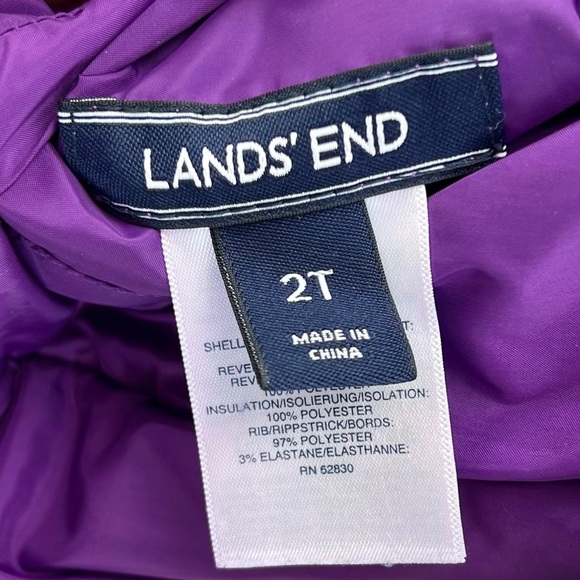 LANDS' END
2T
MADE IN
CHINA
SHELL
REVE
REV
100% POLYESTER
INSULATION/ISOLIERUNG/ISOLATION:
100% POLYESTER
RIB/RIPPSTRICK/BORDS:
97% POLYESTER
3% ELASTANE/ELASTHANNE:
RN 62830